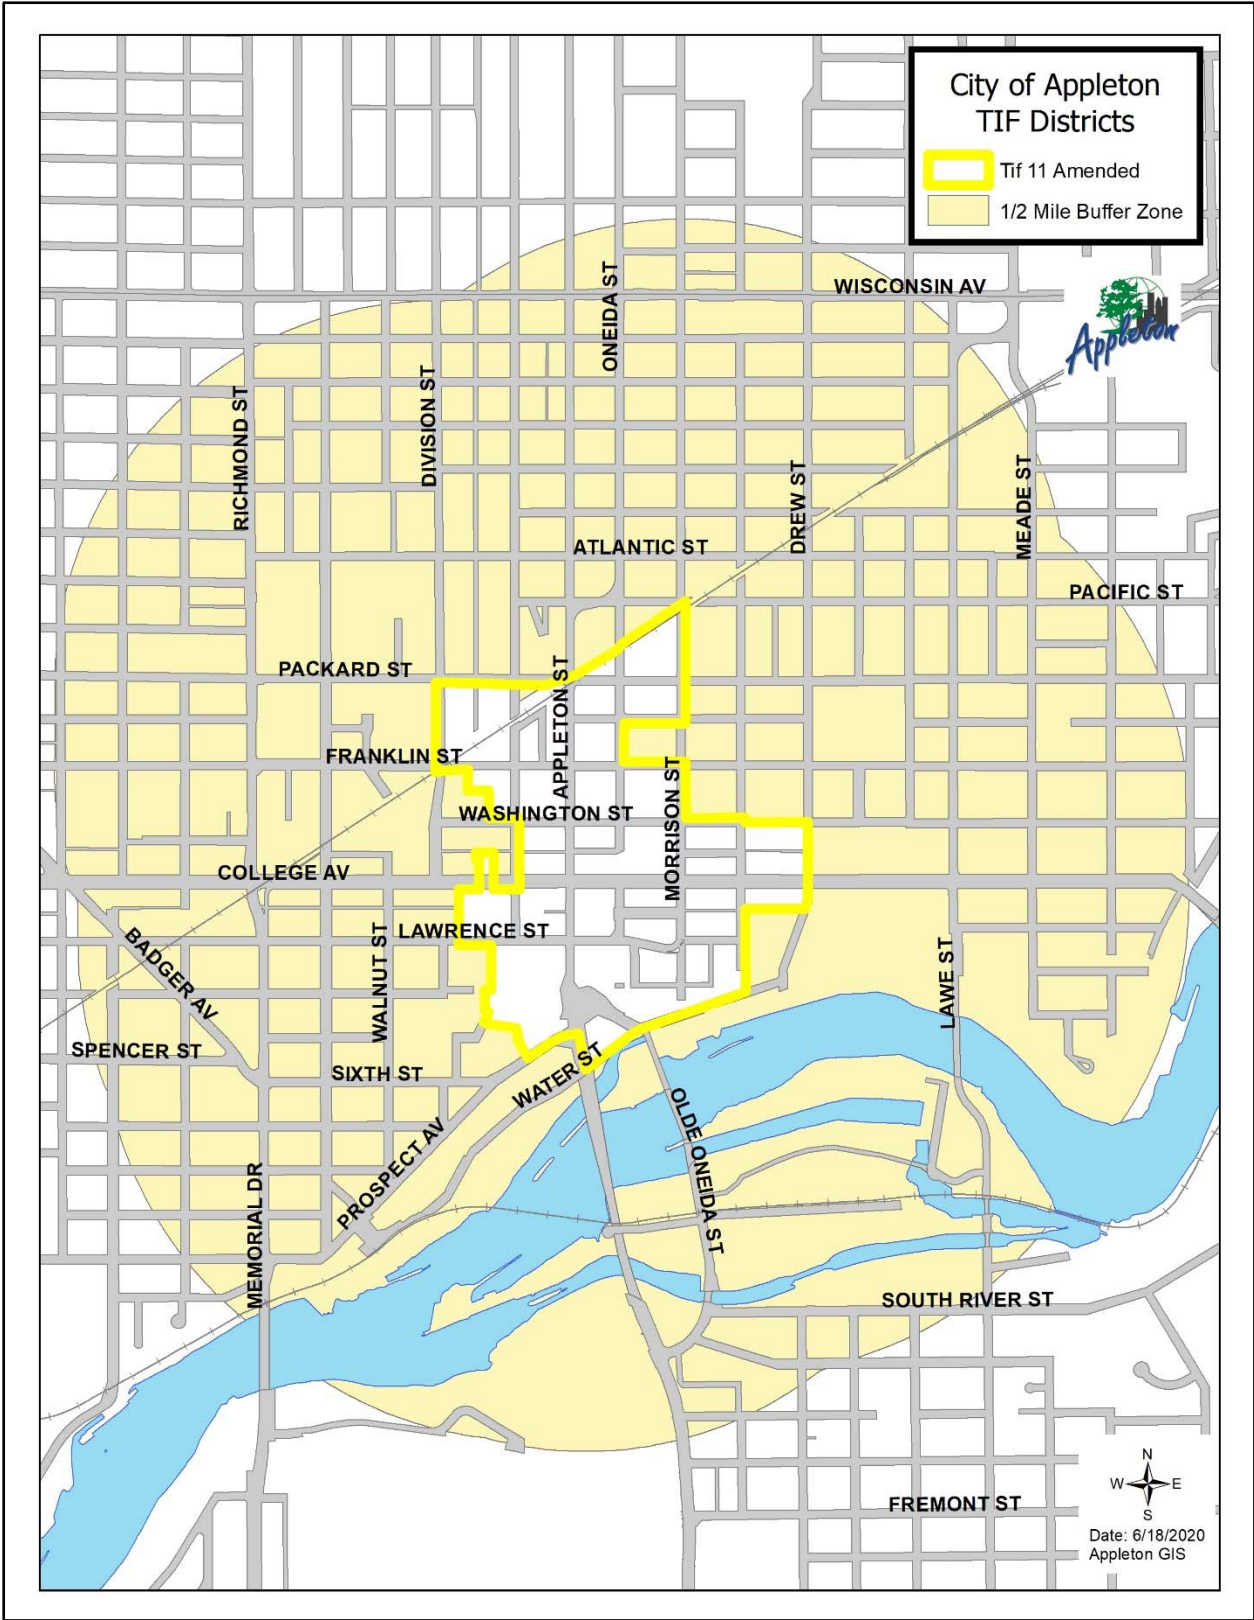 City of Appleton
TIF Districts
Tif 11 Amended
1/2 Mile Buffer Zone
WISCONSIN AV
Appleton
ONEIDA ST
RICHMOND ST
DIVISION ST
DREW ST
MEADE ST
ATLANTIC ST
PACIFIC ST
PACKARD ST
APPLETON ST
FRANKLIN ST
WASHINGTON ST
MORRISON ST
COLLEGE AV
LAWRENCE ST
BADGER AV
WALNUT ST
LAWE ST
SPENCER ST
SIXTH ST
WATER ST
OLDE ONEIDA ST
PROSPECT AV
MEMORIAL DR
SOUTH RIVER ST
FREMONT ST
N
W E
S
Date: 6/18/2020
Appleton GIS